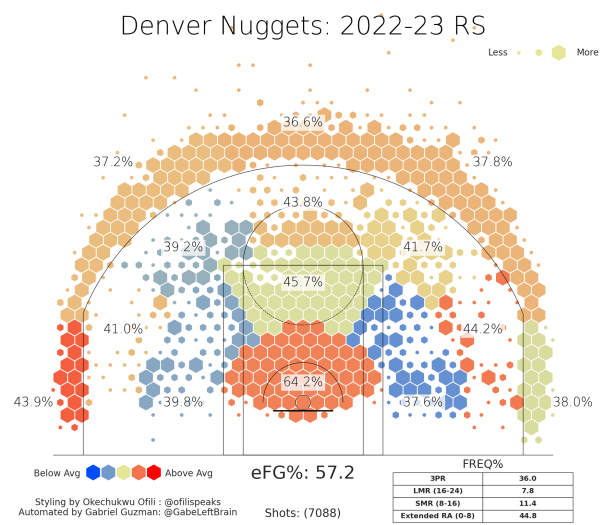 Denver Nuggets: 2022-23 RS
Less More
36.6%
37.2% 37.8%
43.8%
39.2% 41.7%
45.7%
41.0% 44.2%
64.2%
43.9% 39.8% 37.6% 38.0%
Below Avg Above Avg
eFG%: 57.2
Styling by Okechukwu Ofili : @ofilispeaks
Automated by Gabriel Guzman: @GabeLeftBrain
Shots: (7088)
FREQ%
3PR 36.0
LMR (16-24) 7.8
SMR (8-16) 11.4
Extended RA (0-8) 44.8